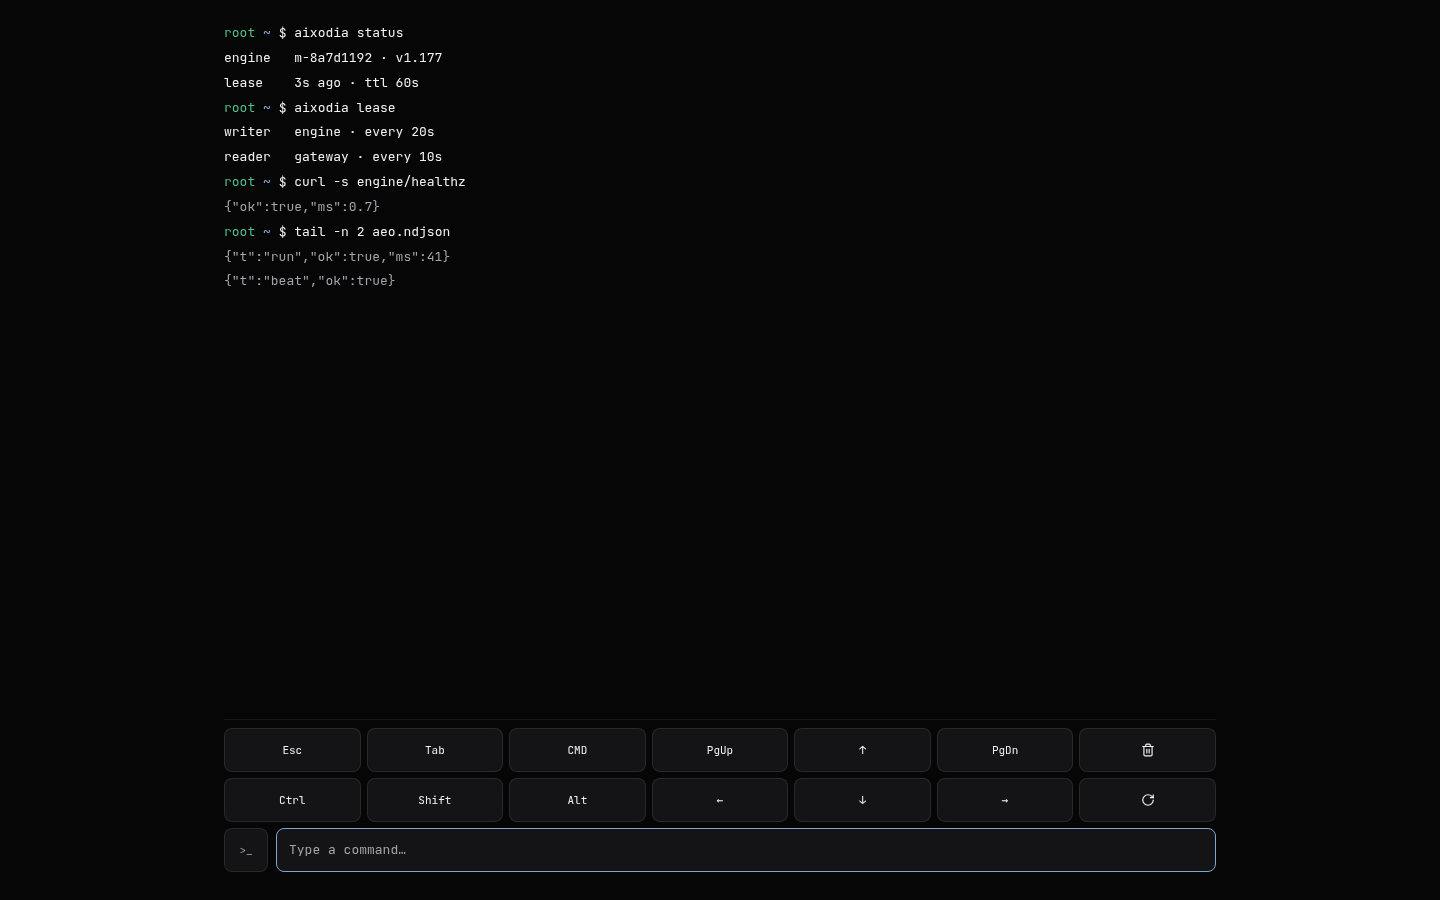 root ~ $ aixodia status
engine   m-8a7d1192 · v1.177
lease    3s ago · ttl 60s
root ~ $ aixodia lease
writer   engine · every 20s
reader   gateway · every 10s
root ~ $ curl -s engine/healthz
{"ok":true,"ms":0.7}
root ~ $ tail -n 2 aeo.ndjson
{"t":"run","ok":true,"ms":41}
{"t":"beat","ok":true}
Esc Tab CMD PgUp ↑ PgDn
Ctrl Shift Alt ← ↓ →
>_ Type a command…